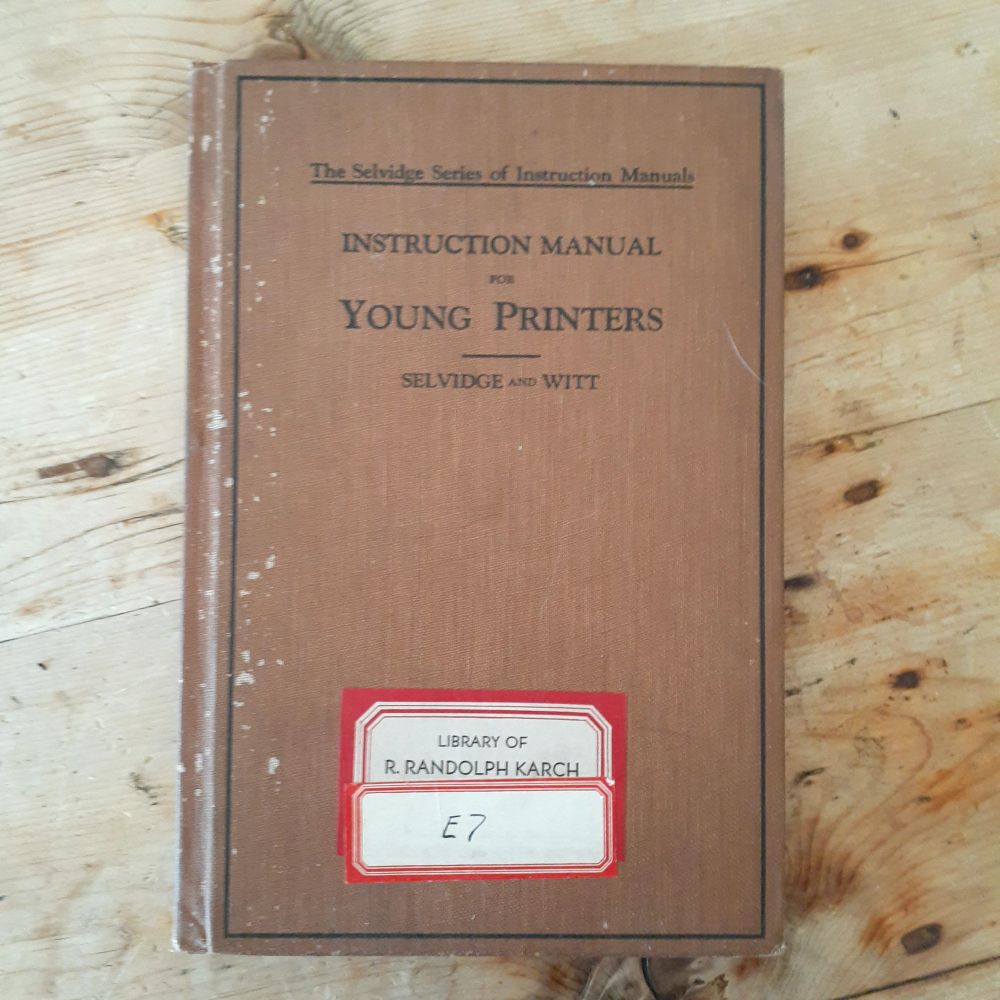 The Selvidge Series of Instruction Manuals
INSTRUCTION MANUAL
FOR
YOUNG PRINTERS
SELVIDGE AND WITT
LIBRARY OF
R. RANDOLPH KARCH
E7